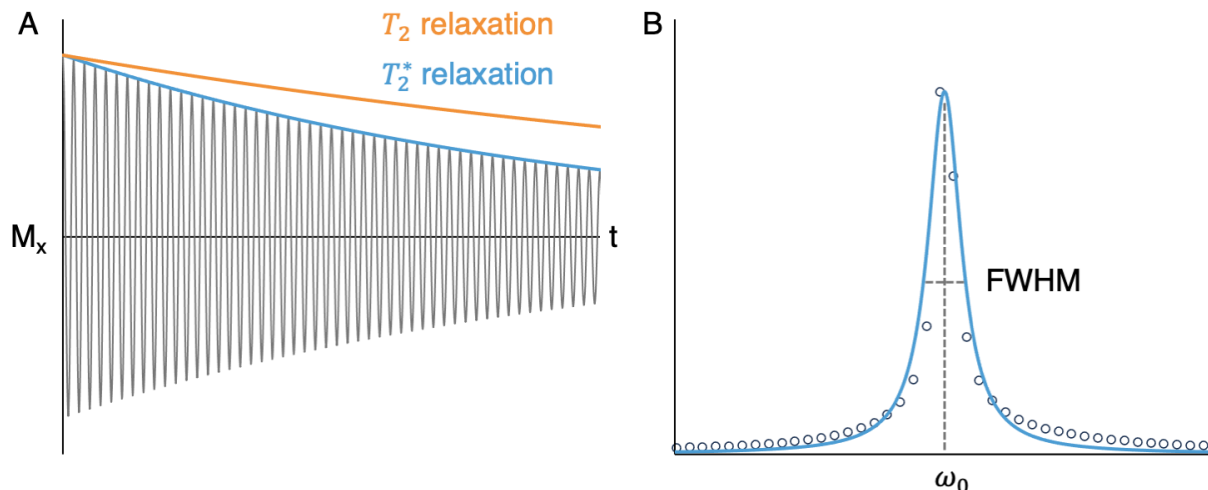 A
T₂ relaxation
T₂* relaxation
Mₓ
t
B
FWHM
ω₀